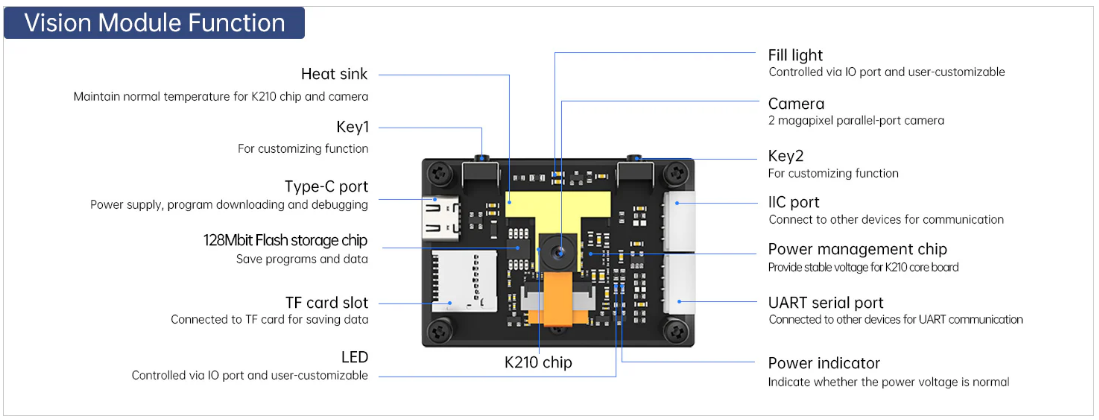 Vision Module Function
Heat sink
Maintain normal temperature for K210 chip and camera
Key1
For customizing function
Type-C port
Power supply, program downloading and debugging
128Mbit Flash storage chip
Save programs and data
TF card slot
Connected to TF card for saving data
LED
Controlled via IO port and user-customizable
K210 chip
Fill light
Controlled via IO port and user-customizable
Camera
2 magapixel parallel-port camera
Key2
For customizing function
IIC port
Connect to other devices for communication
Power management chip
Provide stable voltage for K210 core board
UART serial port
Connected to other devices for UART communication
Power indicator
Indicate whether the power voltage is normal